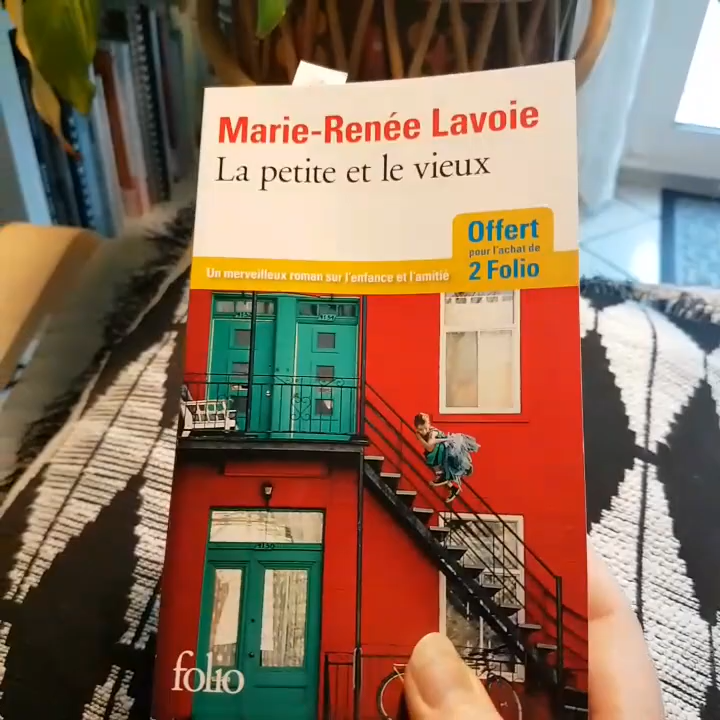 Marie-Renée Lavoie
La petite et le vieux
Offert
pour l'achat de
2 Folio
Un merveilleux roman sur l'enfance et l'amitié
folio